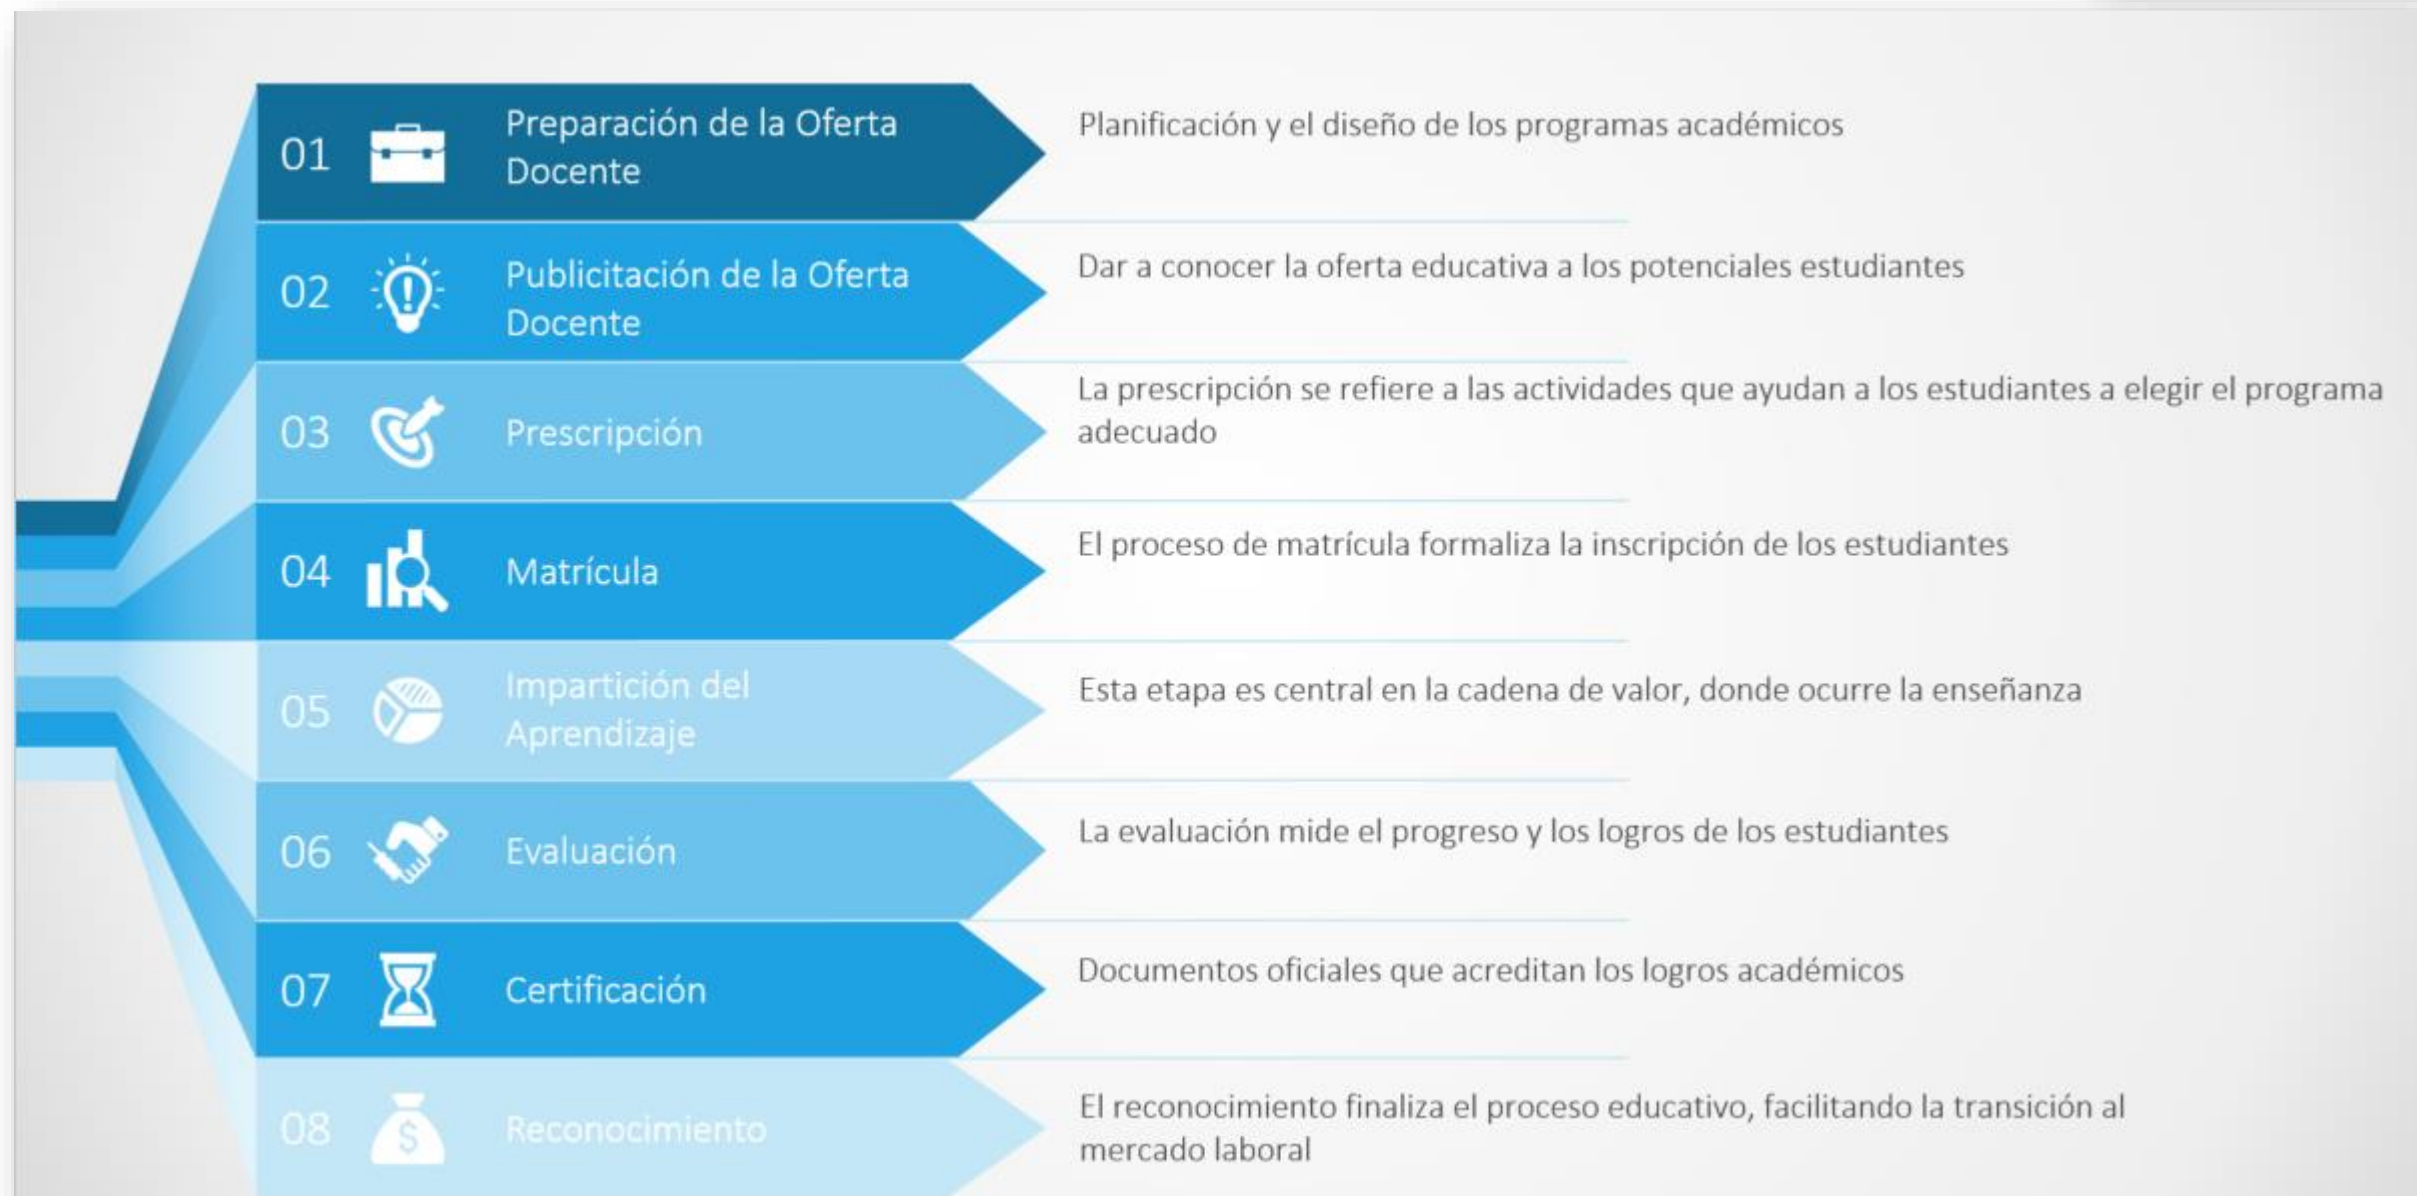 01
Preparación de la Oferta
Docente
Planificación y el diseño de los programas académicos
02
Publicitación de la Oferta
Docente
Dar a conocer la oferta educativa a los potenciales estudiantes
03
Prescripción
La prescripción se refiere a las actividades que ayudan a los estudiantes a elegir el programa
adecuado
04
Matrícula
El proceso de matrícula formaliza la inscripción de los estudiantes
05
Impartición del
Aprendizaje
Esta etapa es central en la cadena de valor, donde ocurre la enseñanza
06
Evaluación
La evaluación mide el progreso y los logros de los estudiantes
07
Certificación
Documentos oficiales que acreditan los logros académicos
08
$
Reconocimiento
El reconocimiento finaliza el proceso educativo, facilitando la transición al
mercado laboral